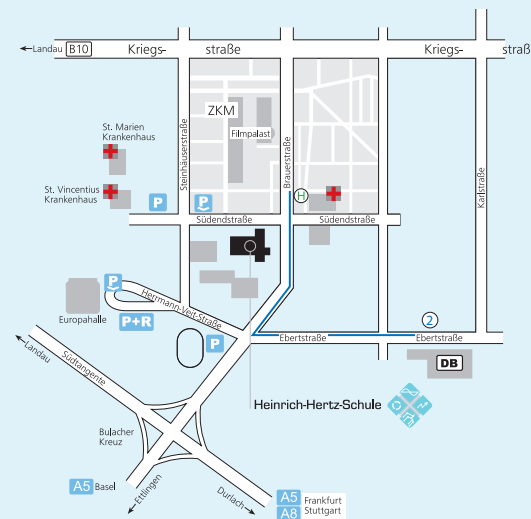 Landau B10 Kriegs- straße Kriegs- straß
ZKM
Filmpalast
St. Marien
Krankenhaus
Steinhäuserstraße
Brauerstraße
Karlstraße
St. Vincentius
Krankenhaus
H
P
P
Südendstraße Südendstraße
P
Herrmann-Veit-Straße
P+R
Europahalle
P
2
Ebertstraße Ebertstraße
DB
Landau
Südtangente
Heinrich-Hertz-Schule
Bulacher
Kreuz
A5 Basel
Ettlingen
Durlach
A5 Frankfurt
A8 Stuttgart